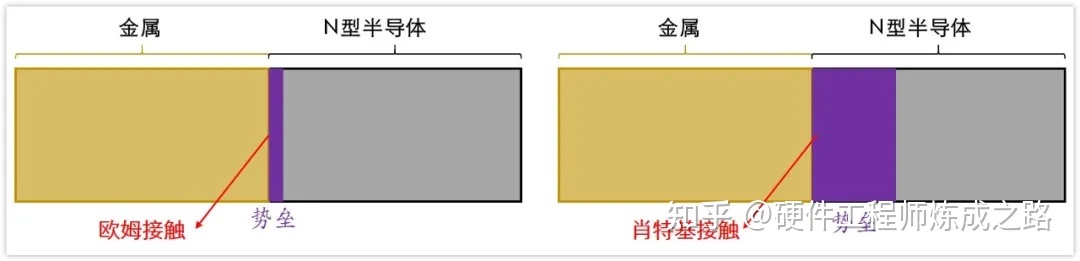 金属
N型半导体
欧姆接触
势垒
金属
N型半导体
肖特基接触
势垒
知乎 @硬件工程师炼成之路